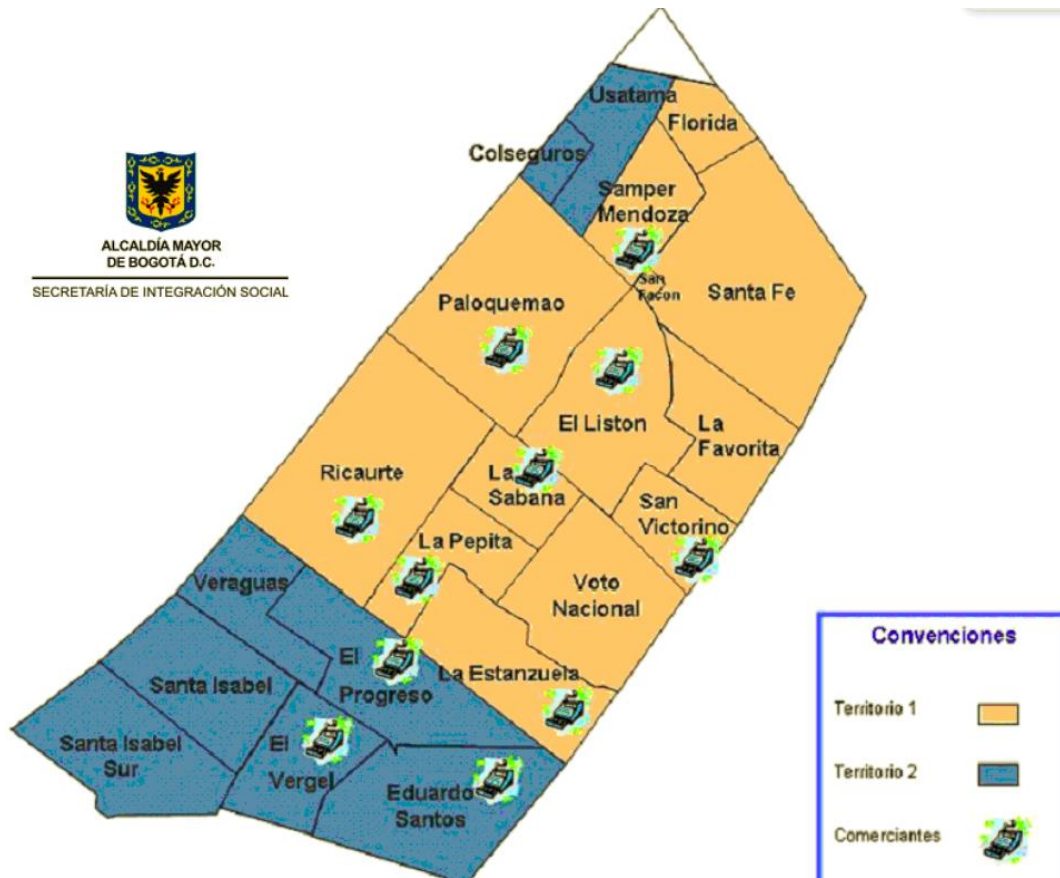 Usatama
Florida
Colseguros
Samper
Mendoza
ALCALDÍA MAYOR
DE BOGOTÁ D.C.
SECRETARÍA DE INTEGRACIÓN SOCIAL
San
Facon
Santa Fe
Paloquemao
El Liston
La
Favorita
Ricaurte
La
Sabana
San
Victorino
La Pepita
Veraguas
Voto
Nacional
El
Progreso
La Estanzuela
Santa Isabel
Santa Isabel
Sur
El
Vergel
Eduardo
Santos
Convenciones
Territorio 1
Territorio 2
Comerciantes